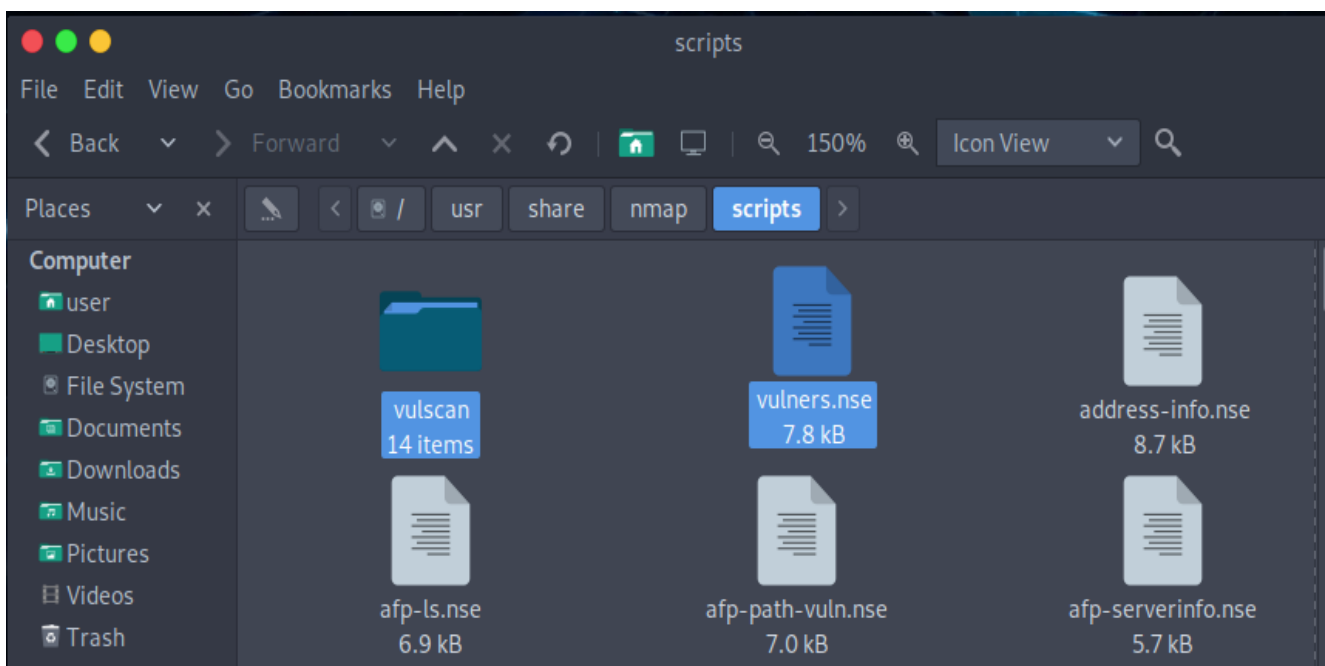 scripts
File Edit View Go Bookmarks Help
Back Forward 150% Icon View
Places / usr share nmap scripts
Computer
user
Desktop
File System
Documents
Downloads
Music
Pictures
Videos
Trash
vulscan
14 items
vulners.nse
7.8 kB
address-info.nse
8.7 kB
afp-ls.nse
6.9 kB
afp-path-vuln.nse
7.0 kB
afp-serverinfo.nse
5.7 kB